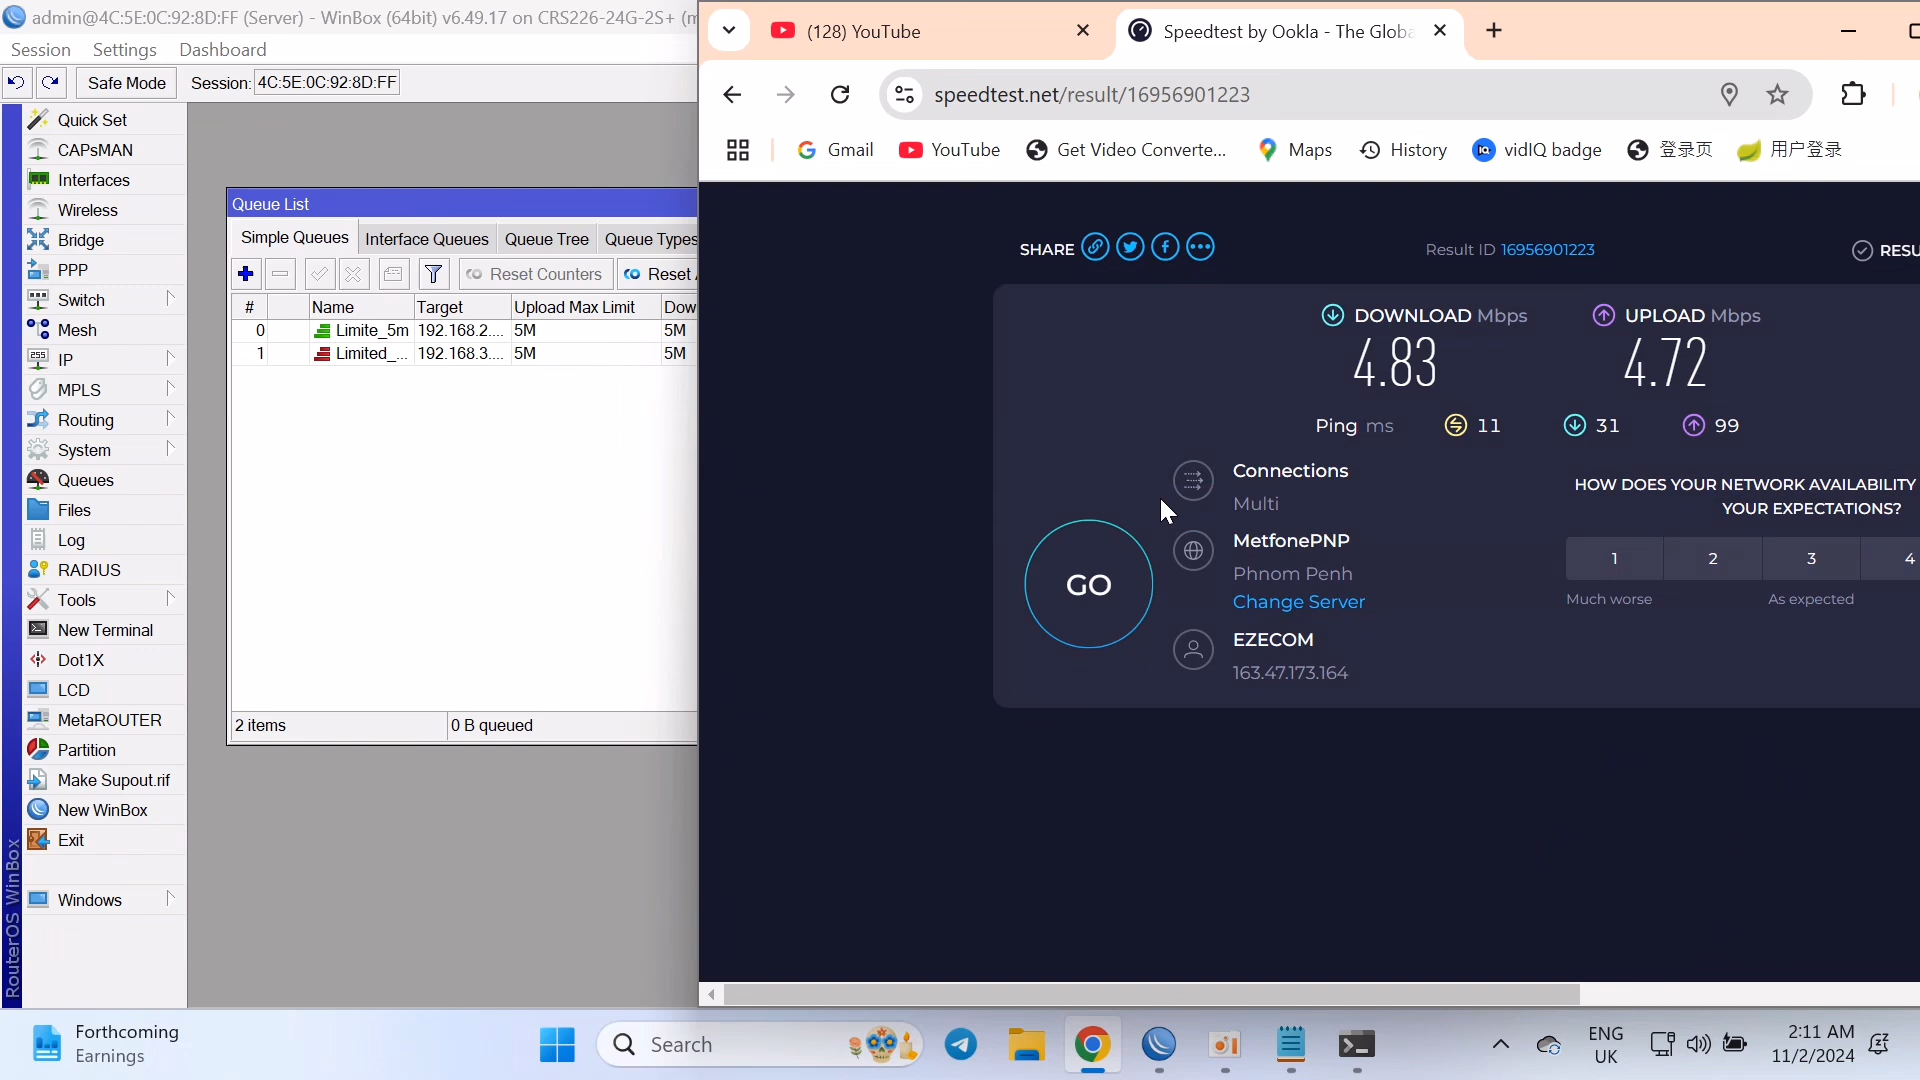 admin@4C:5E:0C:92:8D:FF (Server) - WinBox (64bit) v6.49.17 on CRS226-24G-2S+ (m
Session Settings Dashboard
Safe Mode Session: 4C:5E:0C:92:8D:FF
Quick Set
CAPsMAN
Interfaces
Wireless
Bridge
PPP
Switch
Mesh
IP
MPLS
Routing
System
Queues
Files
Log
RADIUS
Tools
New Terminal
Dot1X
LCD
MetaROUTER
Partition
Make Supout.rif
New WinBox
Exit
Windows
RouterOS WinBox
Queue List
Simple Queues Interface Queues Queue Tree Queue Types
Reset Counters Reset A
# Name Target Upload Max Limit Dow
0 Limite_5m 192.168.2.... 5M 5M
1 Limited_... 192.168.3.... 5M 5M
2 items 0 B queued
(128) YouTube
Speedtest by Ookla - The Globa
speedtest.net/result/16956901223
Gmail YouTube Get Video Converte... Maps History vidIQ badge 登录页 用户登录
SHARE
Result ID 16956901223
RESU
DOWNLOAD Mbps UPLOAD Mbps
4.83 4.72
Ping ms 11 31 99
Connections
Multi
MetfonePNP
Phnom Penh
Change Server
EZECOM
163.47.173.164
GO
HOW DOES YOUR NETWORK AVAILABILITY
YOUR EXPECTATIONS?
1 2 3 4
Much worse As expected
Forthcoming
Earnings
Search
ENG
UK
2:11 AM
11/2/2024